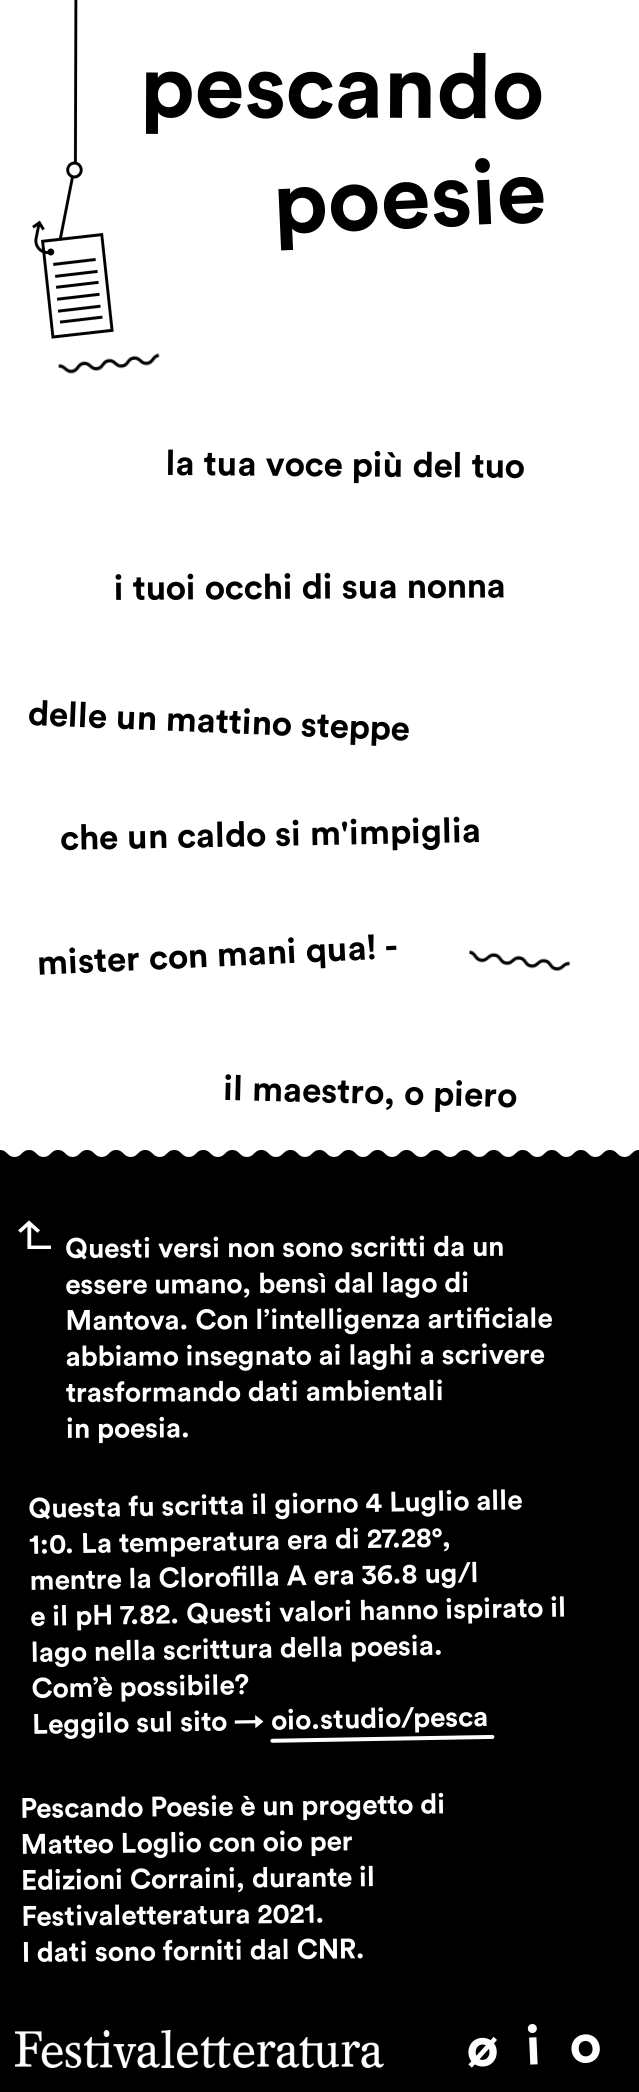 pescando
poesie
la tua voce più del tuo
i tuoi occhi di sua nonna
delle un mattino steppe
che un caldo si m'impiglia
mister con mani qua! -
il maestro, o piero
Questi versi non sono scritti da un
essere umano, bensì dal lago di
Mantova. Con l’intelligenza artificiale
abbiamo insegnato ai laghi a scrivere
trasformando dati ambientali
in poesia.
Questa fu scritta il giorno 4 Luglio alle
1:0. La temperatura era di 27.28°,
mentre la Clorofilla A era 36.8 ug/l
e il pH 7.82. Questi valori hanno ispirato il
lago nella scrittura della poesia.
Com’è possibile?
Leggilo sul sito → oio.studio/pesca
Pescando Poesie è un progetto di
Matteo Loglio con oio per
Edizioni Corraini, durante il
Festivaletteratura 2021.
I dati sono forniti dal CNR.
Festivaletteratura ø i o